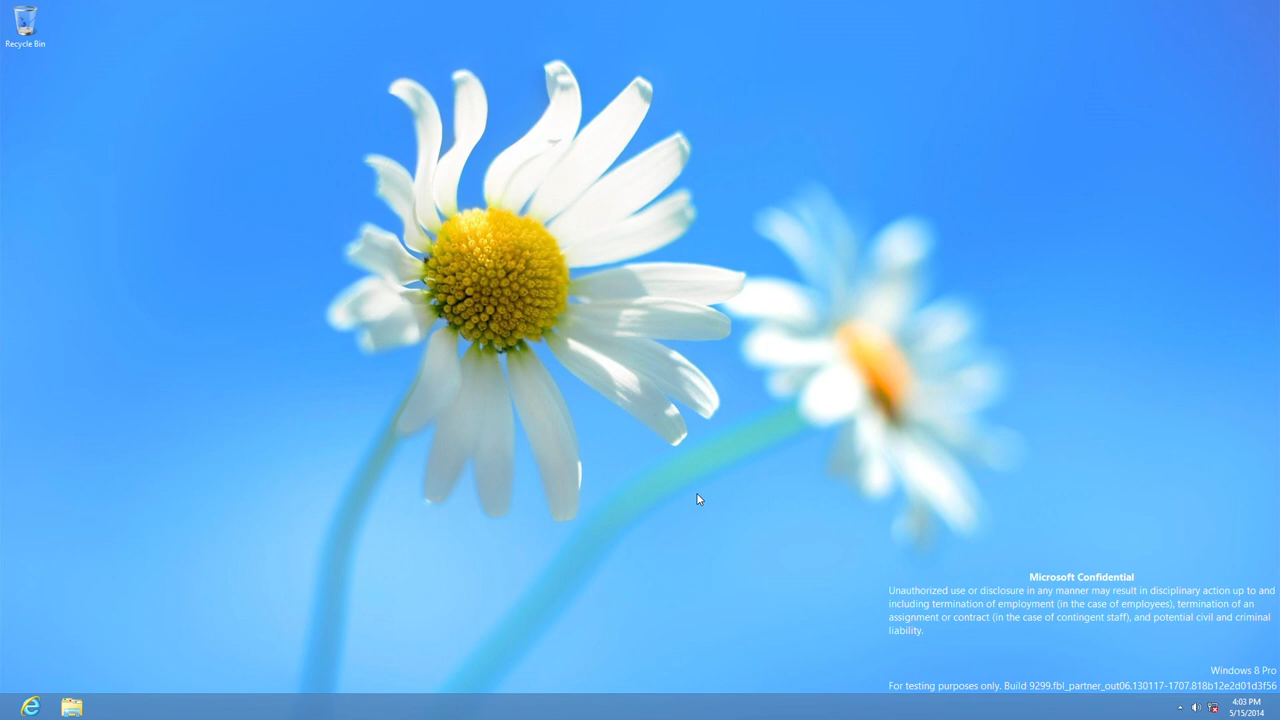 Recycle Bin
Microsoft Confidential
Unauthorized use or disclosure in any manner may result in disciplinary action up to and
including termination of employment (in the case of employees), termination of an
assignment or contract (in the case of contingent staff), and potential civil and criminal
liability.
Windows 8 Pro
For testing purposes only. Build 9299.fbl_partner_out06.130117-1707.818b12e2d01d3f56
4:03 PM
5/15/2014